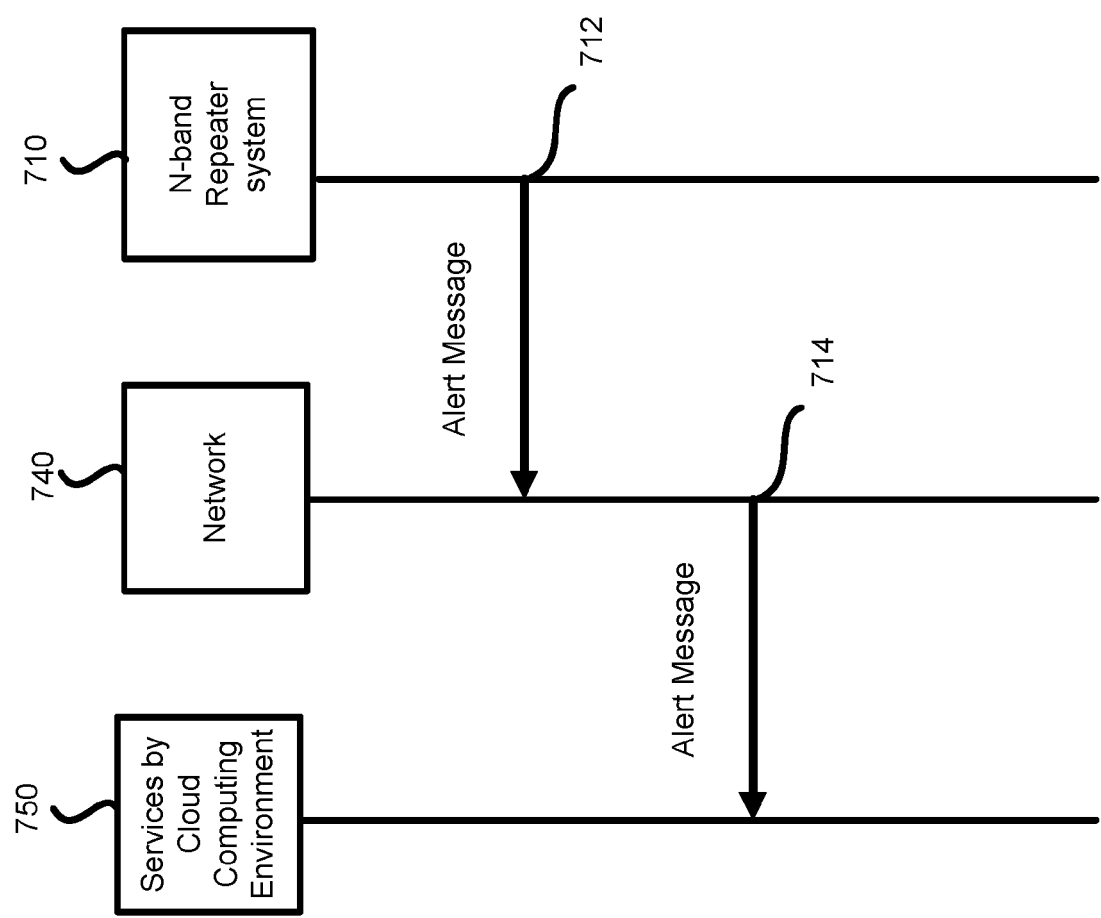 710
N-band
Repeater
system
740
Network
750
Services by
Cloud
Computing
Environment
712
Alert Message
714
Alert Message